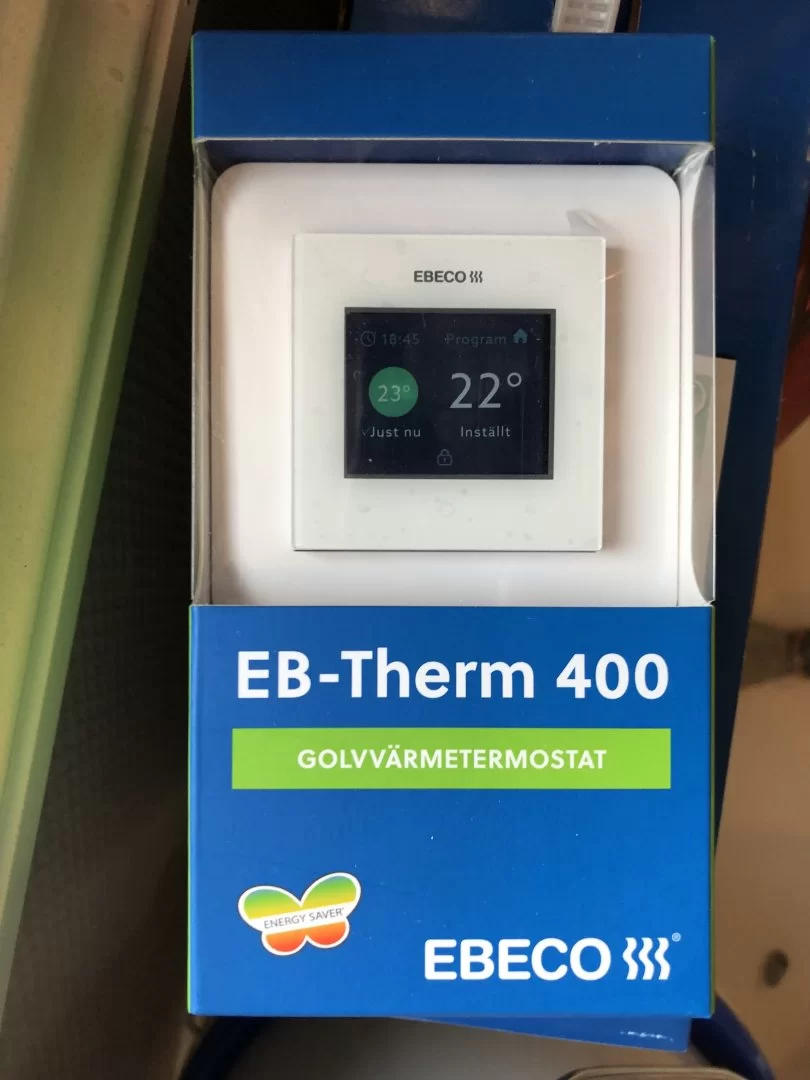 EBECO
18:45 Program
23° 22°
Just nu Inställt
EB-Therm 400
GOLVVÄRMETERMOSTAT
ENERGY SAVER
EBECO®